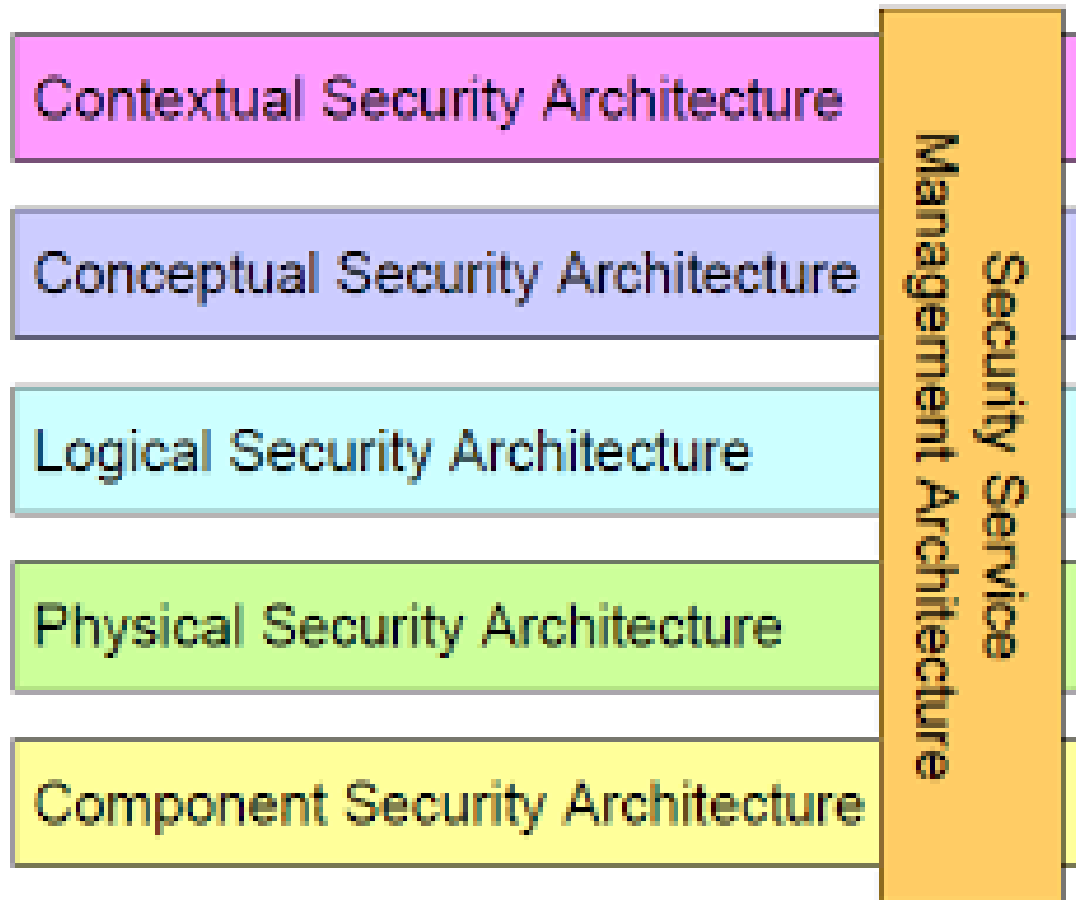 Contextual Security Architecture
Conceptual Security Architecture
Logical Security Architecture
Physical Security Architecture
Component Security Architecture
Security Service
Management Architecture